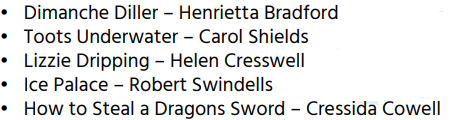 • Dimanche Diller – Henrietta Bradford
• Toots Underwater – Carol Shields
• Lizzie Dripping – Helen Cresswell
• Ice Palace – Robert Swindells
• How to Steal a Dragons Sword – Cressida Cowell